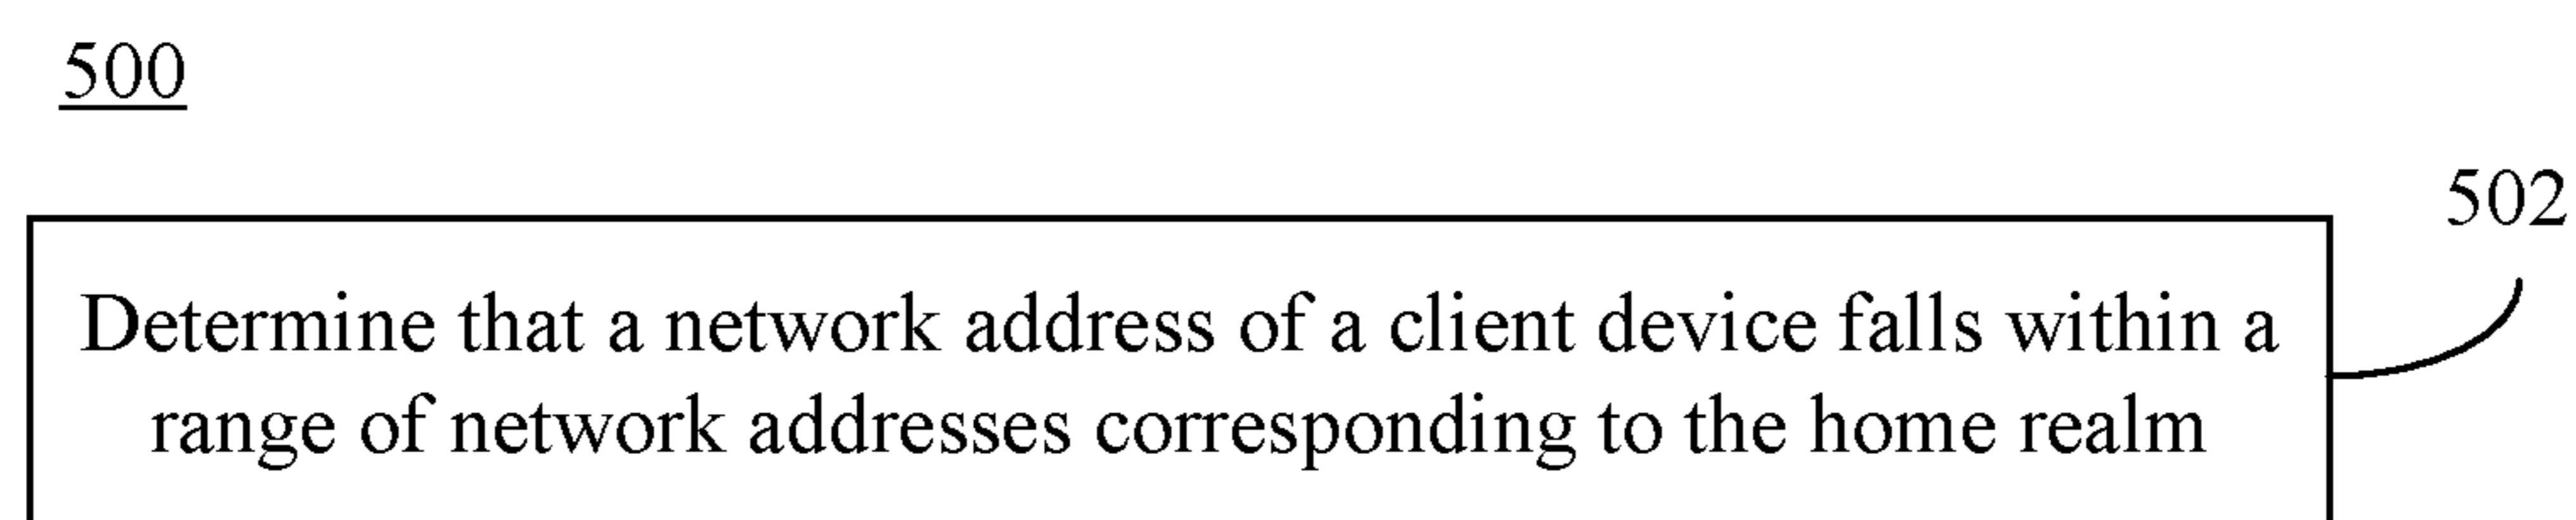 500
502
Determine that a network address of a client device falls within a
range of network addresses corresponding to the home realm